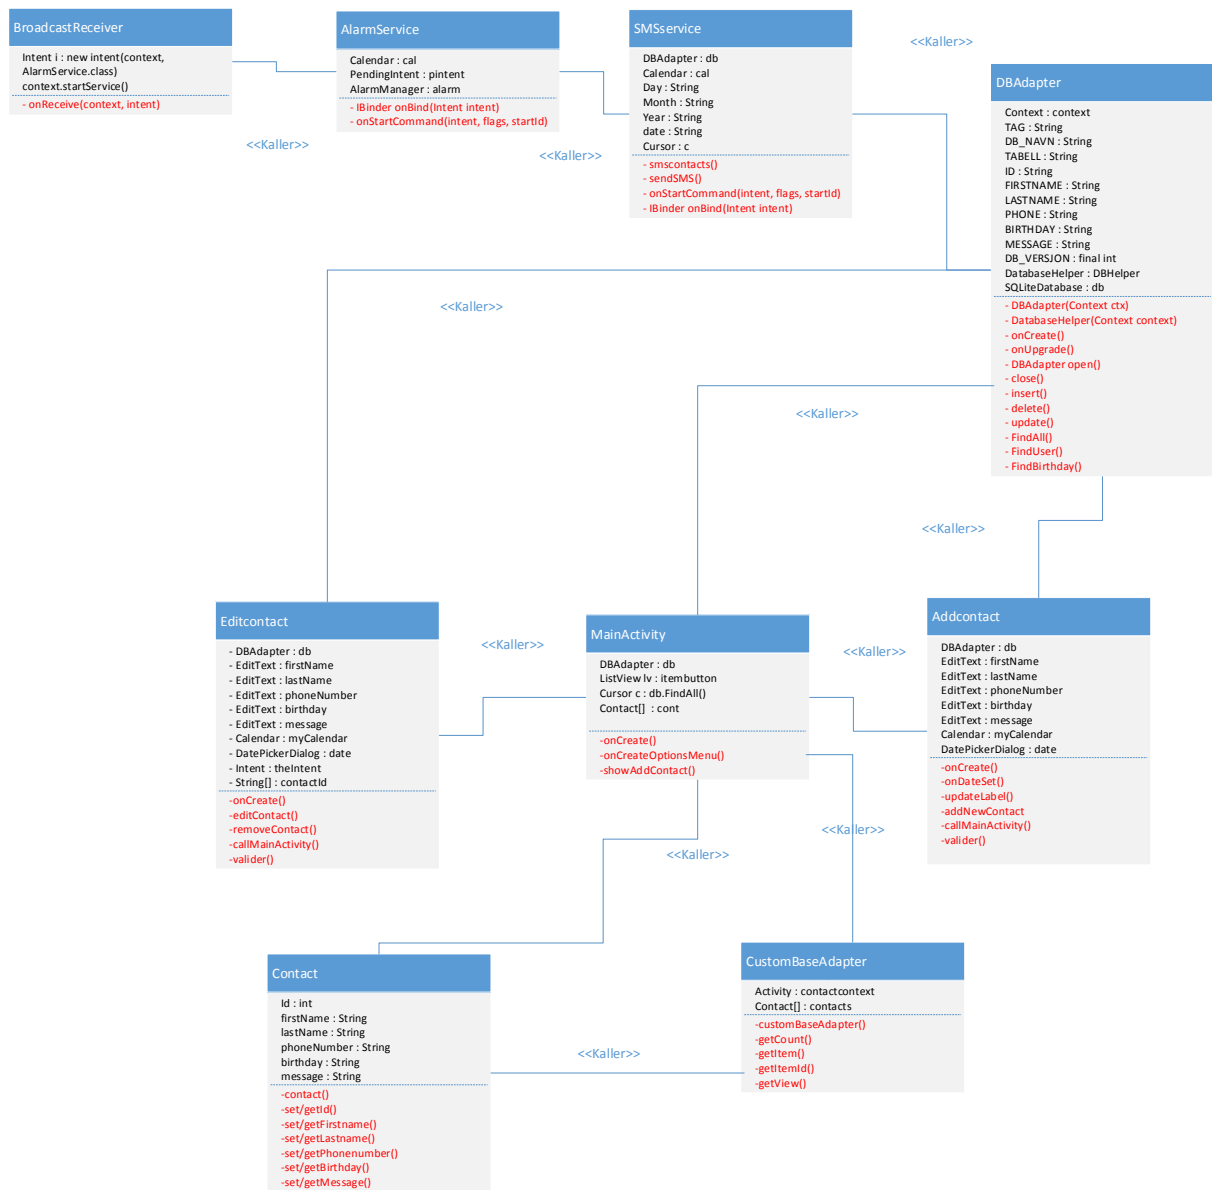 BroadcastReceiver
Intent i : new intent(context,
AlarmService.class)
context.startService()
- onReceive(context, intent)
<<Kaller>>
AlarmService
Calendar : cal
PendingIntent : pintent
AlarmManager : alarm
- IBinder onBind(Intent intent)
- onStartCommand(intent, flags, startId)
<<Kaller>>
SMSservice
DBAdapter : db
Calendar : cal
Day : String
Month : String
Year : String
date : String
Cursor : c
- smscontacts()
- sendSMS()
- onStartCommand(intent, flags, startId)
- IBinder onBind(Intent intent)
<<Kaller>>
DBAdapter
Context : context
TAG : String
DB_NAVN : String
TABELL : String
ID : String
FIRSTNAME : String
LASTNAME : String
PHONE : String
BIRTHDAY : String
MESSAGE : String
DB_VERSJON : final int
DatabaseHelper : DBHelper
SQLiteDatabase : db
- DBAdapter(Context ctx)
- DatabaseHelper(Context context)
- onCreate()
- onUpgrade()
- DBAdapter open()
- close()
- insert()
- delete()
- update()
- FindAll()
- FindUser()
- FindBirthday()
<<Kaller>>
<<Kaller>>
<<Kaller>>
Editcontact
- DBAdapter : db
- EditText : firstName
- EditText : lastName
- EditText : phoneNumber
- EditText : birthday
- EditText : message
- Calendar : myCalendar
- DatePickerDialog : date
- Intent : theIntent
- String[] : contactId
-onCreate()
-editContact()
-removeContact()
-callMainActivity()
-valider()
<<Kaller>>
MainActivity
DBAdapter : db
ListView lv : itembutton
Cursor c : db.FindAll()
Contact[]  : cont
-onCreate()
-onCreateOptionsMenu()
-showAddContact()
<<Kaller>>
Addcontact
DBAdapter : db
EditText : firstName
EditText : lastName
EditText : phoneNumber
EditText : birthday
EditText : message
Calendar : myCalendar
DatePickerDialog : date
-onCreate()
-onDateSet()
-updateLabel()
-addNewContact
-callMainActivity()
-valider()
<<Kaller>>
<<Kaller>>
Contact
Id : int
firstName : String
lastName : String
phoneNumber : String
birthday : String
message : String
-contact()
-set/getId()
-set/getFirstname()
-set/getLastname()
-set/getPhonenumber()
-set/getBirthday()
-set/getMessage()
<<Kaller>>
CustomBaseAdapter
Activity : contactcontext
Contact[] : contacts
-customBaseAdapter()
-getCount()
-getItem()
-getItemId()
-getView()